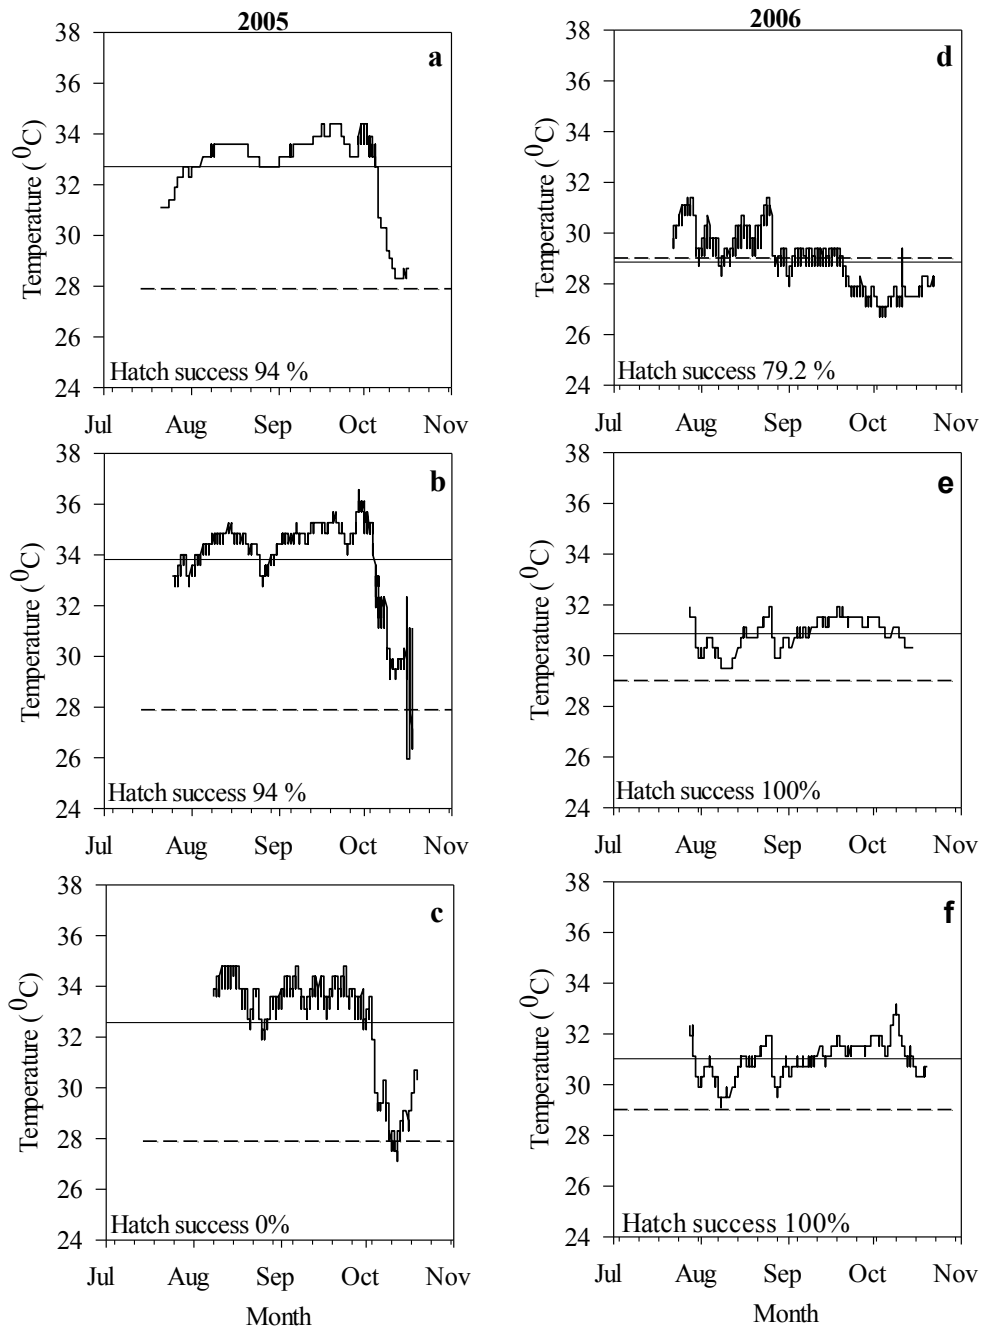 2005
a
38
36
34
32
30
28
26
24
Temperature (⁰C)
Hatch success 94 %
Jul Aug Sep Oct Nov
b
38
36
34
32
30
28
26
24
Temperature (⁰C)
Hatch success 94 %
Jul Aug Sep Oct Nov
c
38
36
34
32
30
28
26
24
Temperature (⁰C)
Hatch success 0%
Jul Aug Sep Oct Nov
Month
2006
d
38
36
34
32
30
28
26
24
Temperature (⁰C)
Hatch success 79.2 %
Jul Aug Sep Oct Nov
e
38
36
34
32
30
28
26
24
Temperature (⁰C)
Hatch success 100%
Jul Aug Sep Oct Nov
f
38
36
34
32
30
28
26
24
Temperature (⁰C)
Hatch success 100%
Jul Aug Sep Oct Nov
Month